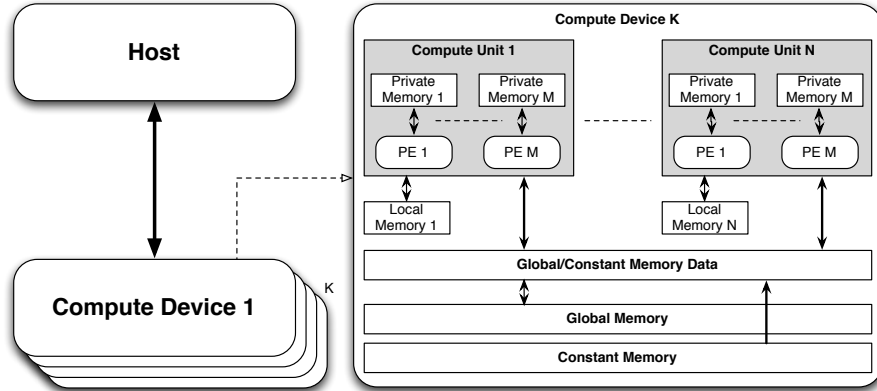 Host
Compute Device 1
K
Compute Device K
Compute Unit 1
Private
Memory 1
Private
Memory M
PE 1
PE M
Local
Memory 1
Compute Unit N
Private
Memory 1
Private
Memory M
PE 1
PE M
Local
Memory N
Global/Constant Memory Data
Global Memory
Constant Memory